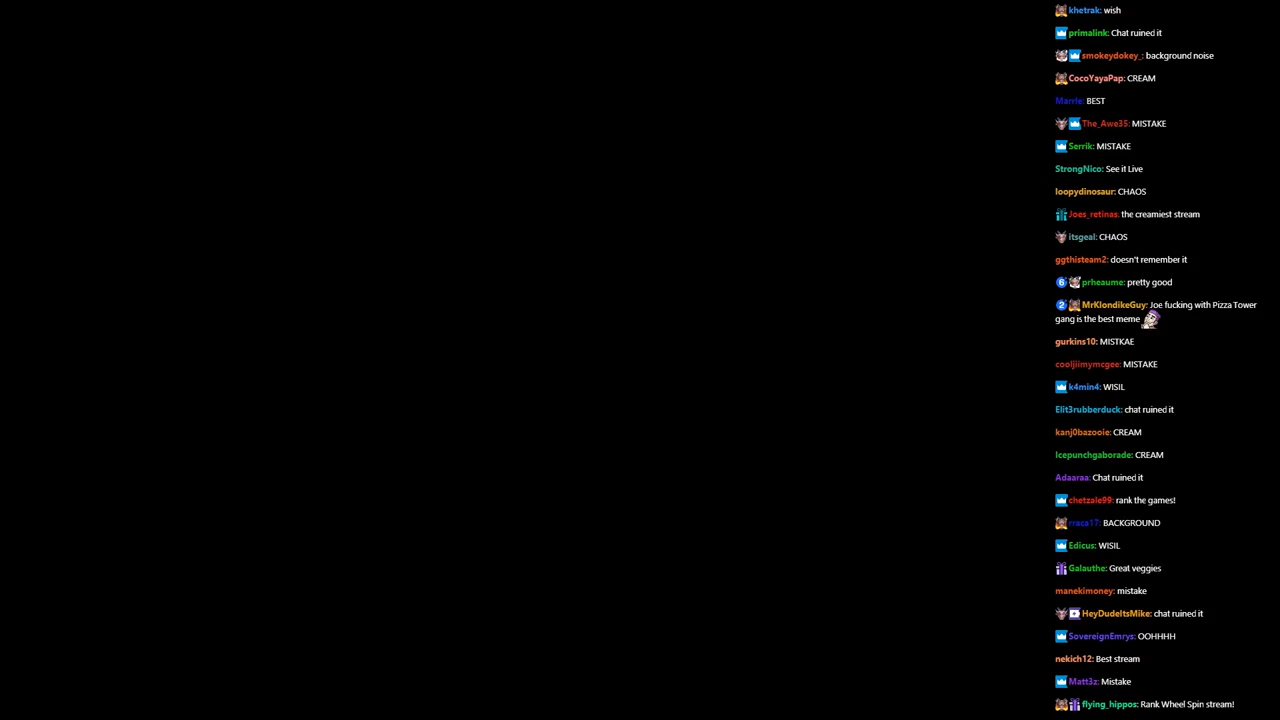 khetrak: wish
primalink: Chat ruined it
smokeydokey_: background noise
CocoYayaPap: CREAM
Marrle: BEST
The_Awe35: MISTAKE
Serrik: MISTAKE
StrongNico: See it Live
loopydinosaur: CHAOS
Joes_retinas: the creamiest stream
itsgeal: CHAOS
ggthisteam2: doesn't remember it
6 prheaume: pretty good
2 MrKlondikeGuy: Joe fucking with Pizza Tower
gang is the best meme
gurkins10: MISTKAE
cooljiimymcgee: MISTAKE
k4min4: WISIL
Elit3rubberduck: chat ruined it
kanj0bazooie: CREAM
Icepunchgaborade: CREAM
Adaaraa: Chat ruined it
chetzale99: rank the games!
rraca17: BACKGROUND
Edicus: WISIL
Galauthe: Great veggies
manekimoney: mistake
HeyDudeItsMike: chat ruined it
SovereignEmrys: OOHHHH
nekich12: Best stream
Matt3z: Mistake
flying_hippos: Rank Wheel Spin stream!